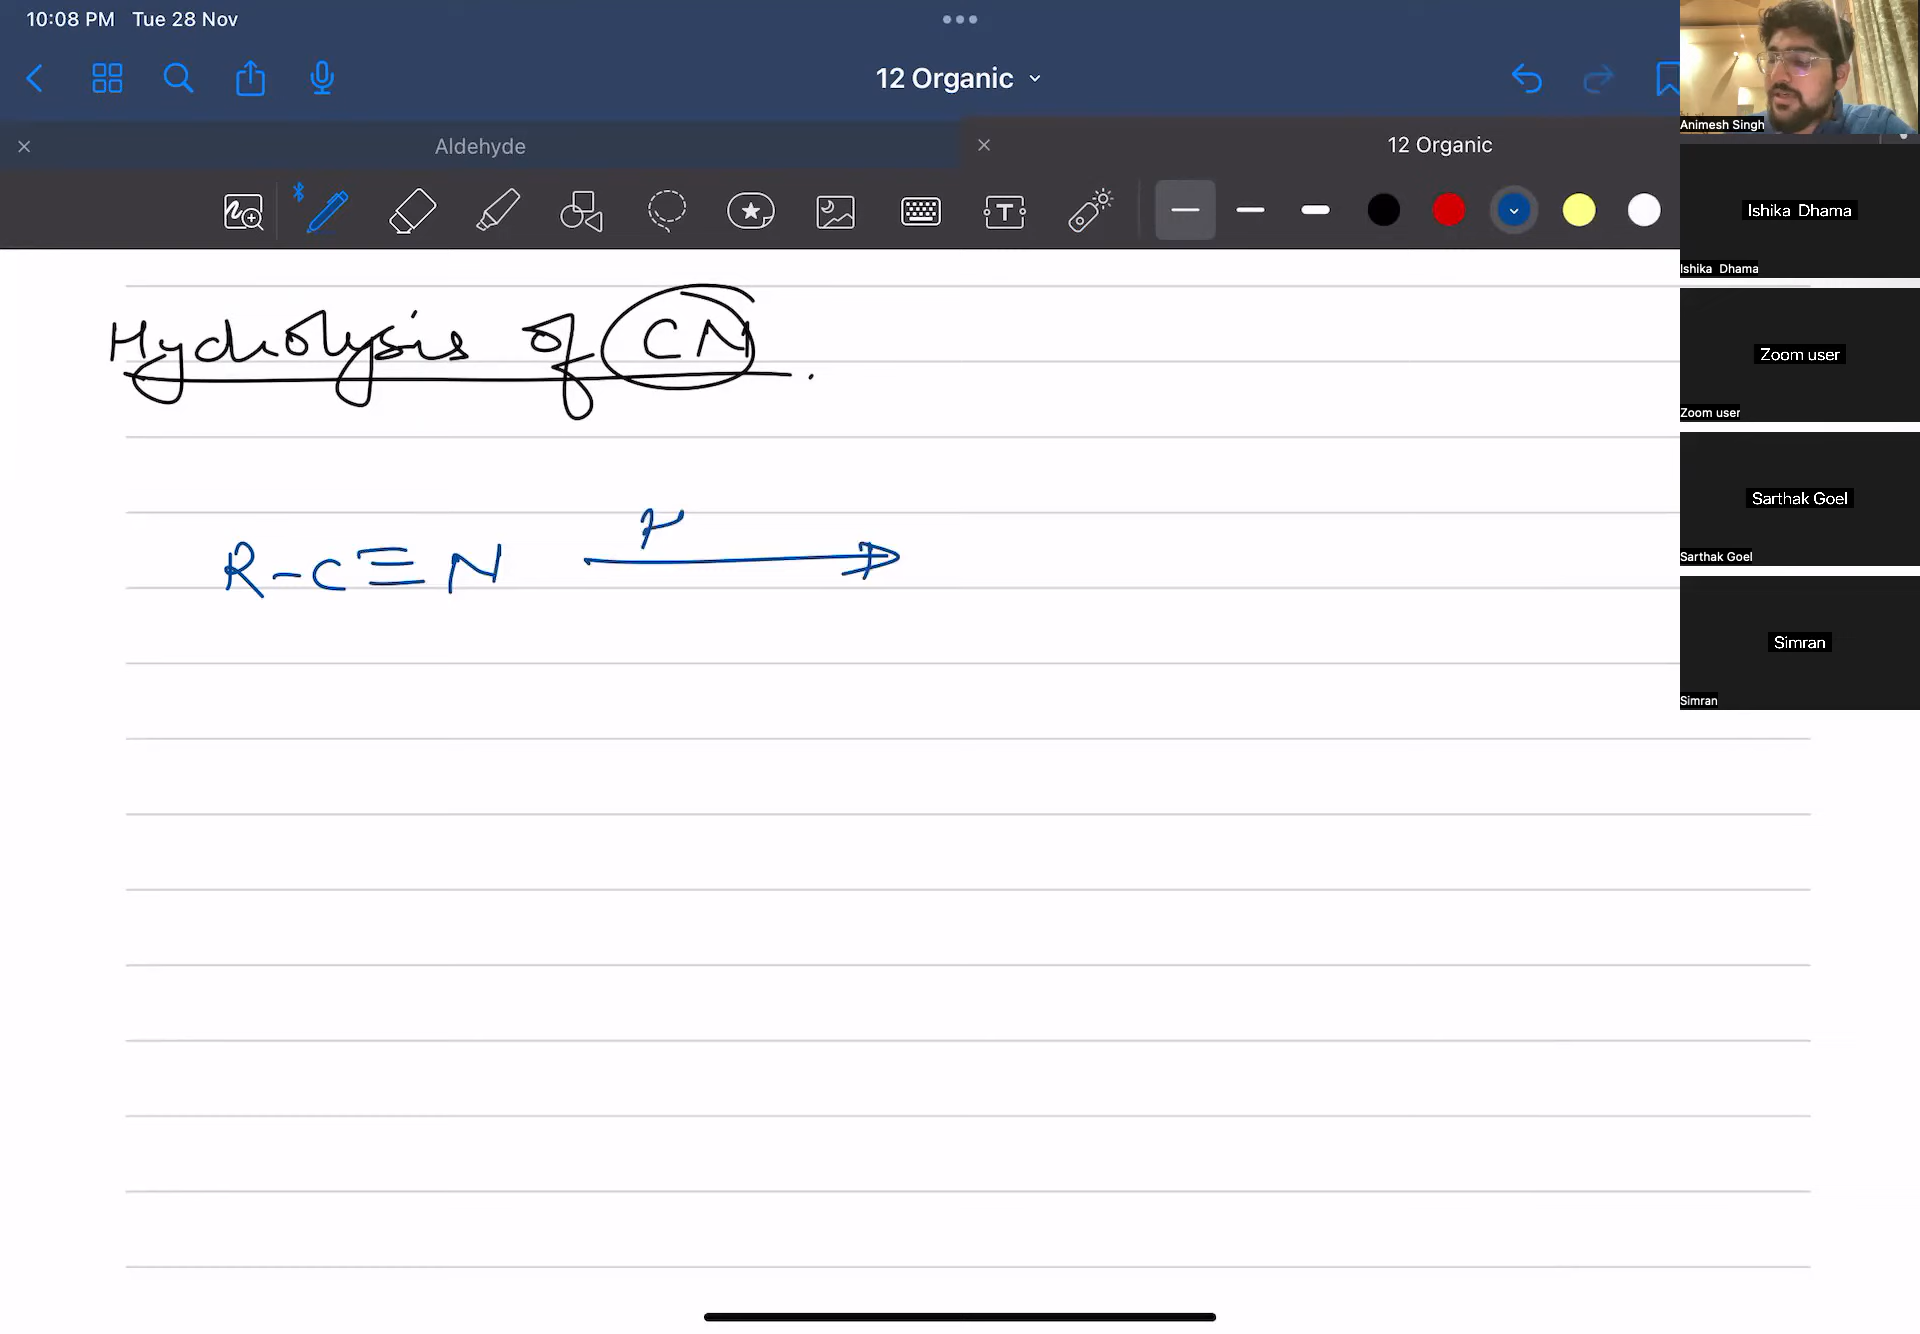 10:08 PM Tue 28 Nov
12 Organic
Aldehyde
12 Organic
T
Animesh Singh
Ishika Dhama
Ishika Dhama
Zoom user
Zoom user
Sarthak Goel
Sarthak Goel
Simran
Simran
Hydrolysis of CN.
R-C≡N